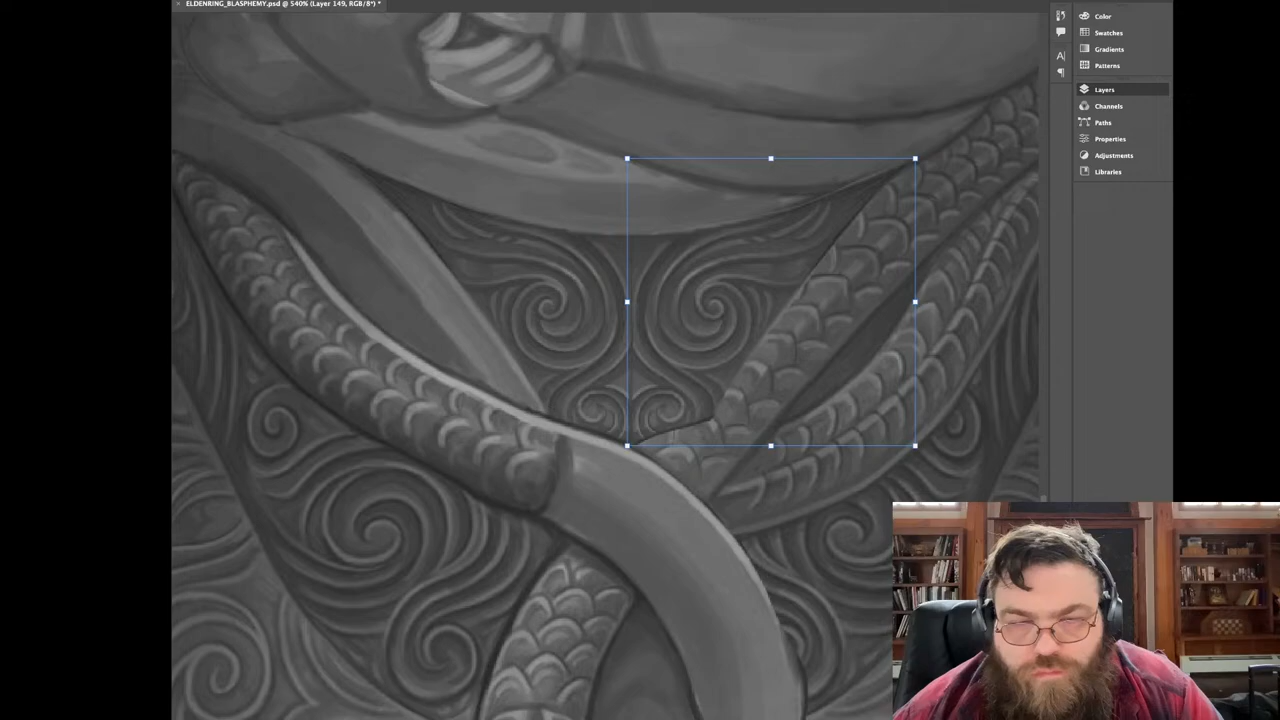 ELDENRING_BLASPHEMY.psd @ 540% (Layer 149, RGB/8*) *
Color
Swatches
Gradients
Patterns
Layers
Channels
Paths
Properties
Adjustments
Libraries